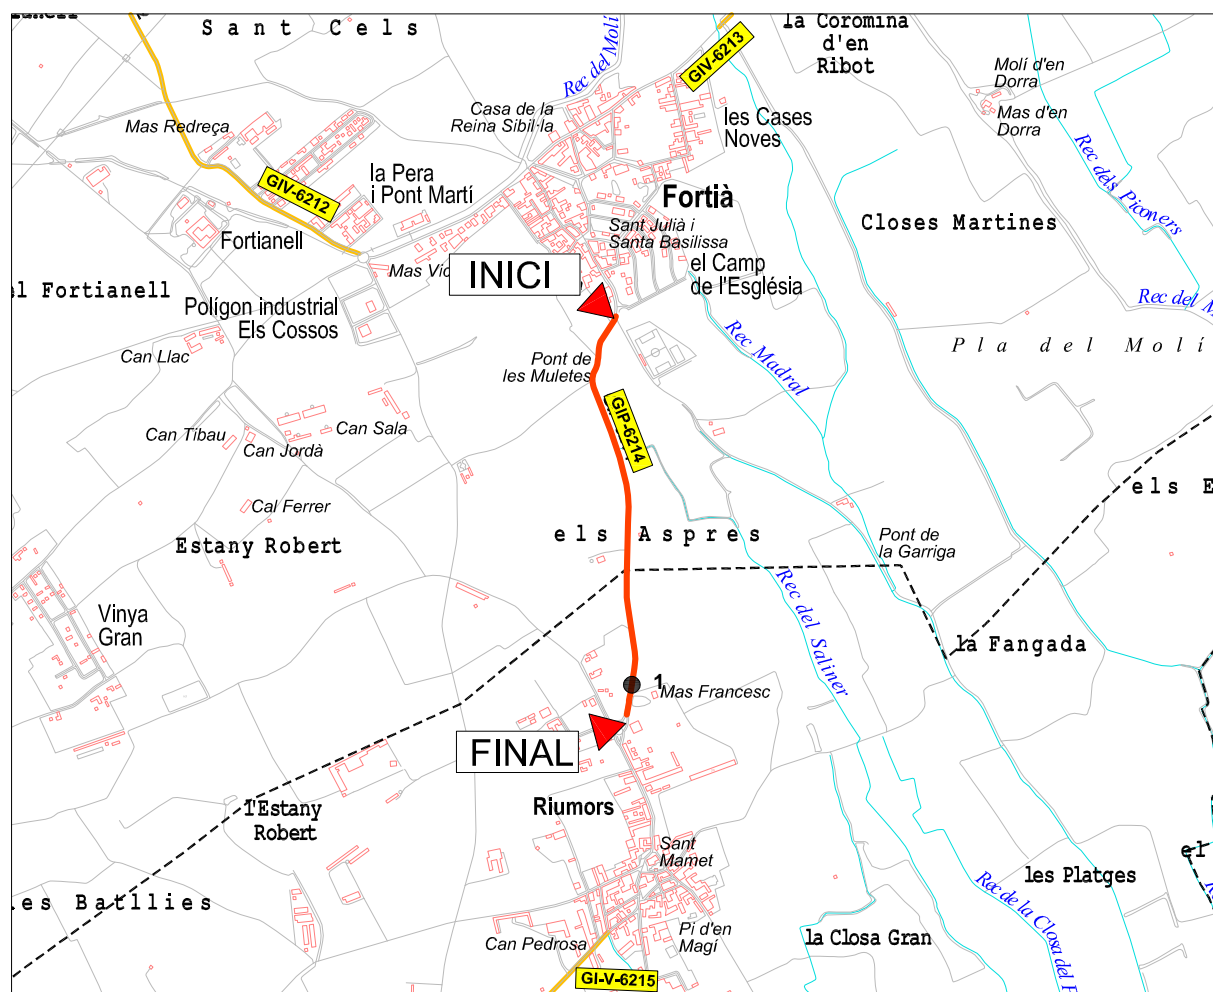 Sant Cels
Rec del Molí
GIV-6213
la Coromina
d'en
Ribot
Molí d'en
Dorra
Mas d'en
Dorra
Mas Redreça
Casa de la
Reina Sibil·la
les Cases
Noves
Rec dels Piconers
GIV-6212
la Pera
i Pont Martí
Fortià
Closes Martines
Fortianell
Sant Julià i
Santa Basilissa
Mas Vic
INICI
el Camp
de l'Església
el Fortianell
Polígon industrial
Els Cossos
Rec del M
Rec Madral
Pla del Molí
Can Llac
Pont de
les Muletes
GIP-6214
Can Tibau
Can Sala
Can Jordà
Cal Ferrer
els E
els Aspres
Estany Robert
Pont de
la Garriga
Rec del Saliner
Vinya
Gran
la Fangada
1
Mas Francesc
FINAL
l'Estany
Robert
Riumors
Sant
Mamet
el
les Platges
les Batllies
Rec de la Closa del
Pi d'en
Magí
Can Pedrosa
la Closa Gran
GI-V-6215